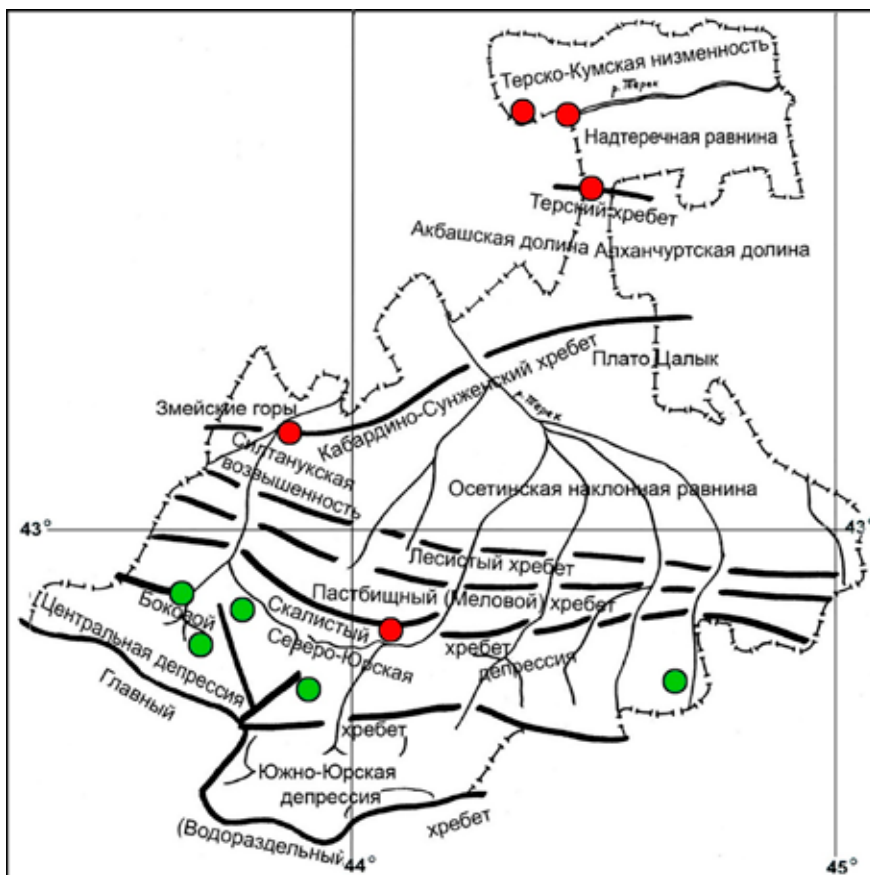 Терско-Кумская низменность
р. Терек
Надтеречная равнина
Терский хребет
Акбашская долина
Алханчуртская долина
Плато Цалык
Кабардино-Сунженский хребет
р. Терек
Змейские горы
Силтанукская
возвышенность
Осетинская наклонная равнина
43°
43°
Лесистый хребет
Пастбищный (Меловой) хребет
Скалистый
хребет
Боковой
хребет
Северо-Юрская
депрессия
(Центральная депрессия
Главный
Южно-Юрская
депрессия
(Водораздельный
хребет
44°
45°